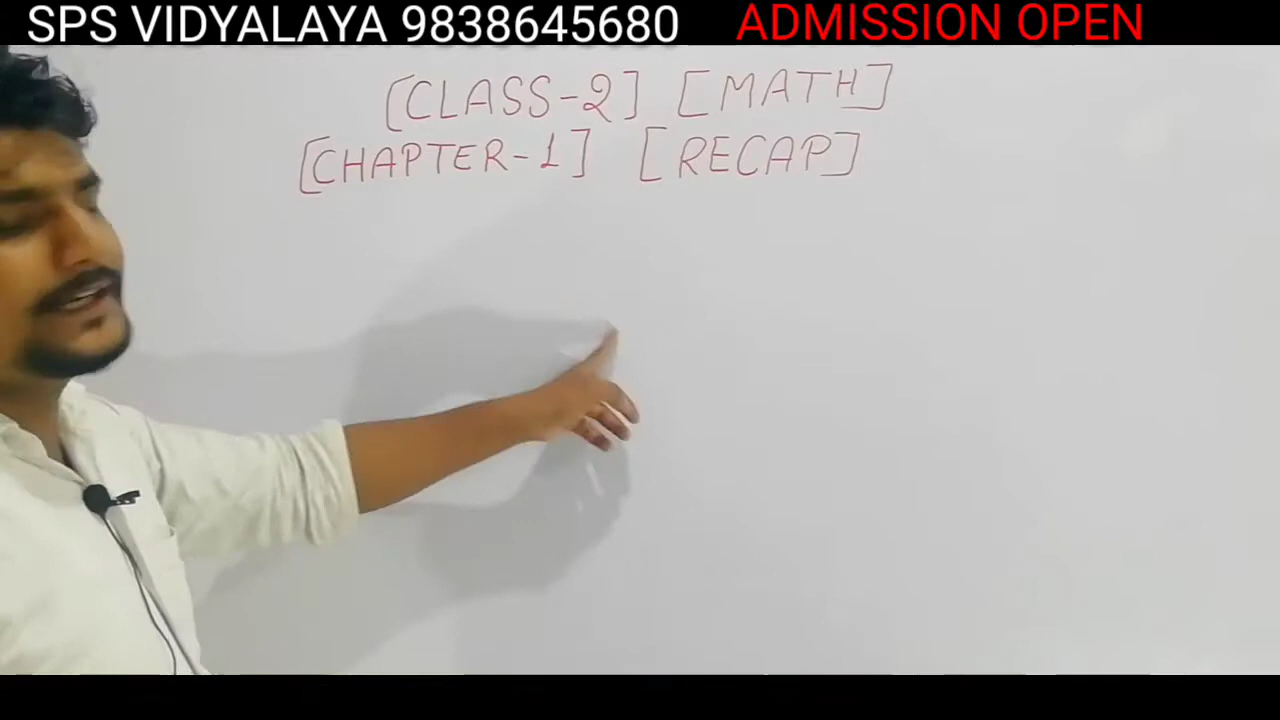 SPS VIDYALAYA 9838645680 ADMISSION OPEN
[CLASS-2] [MATH]
[CHAPTER-1] [RECAP]